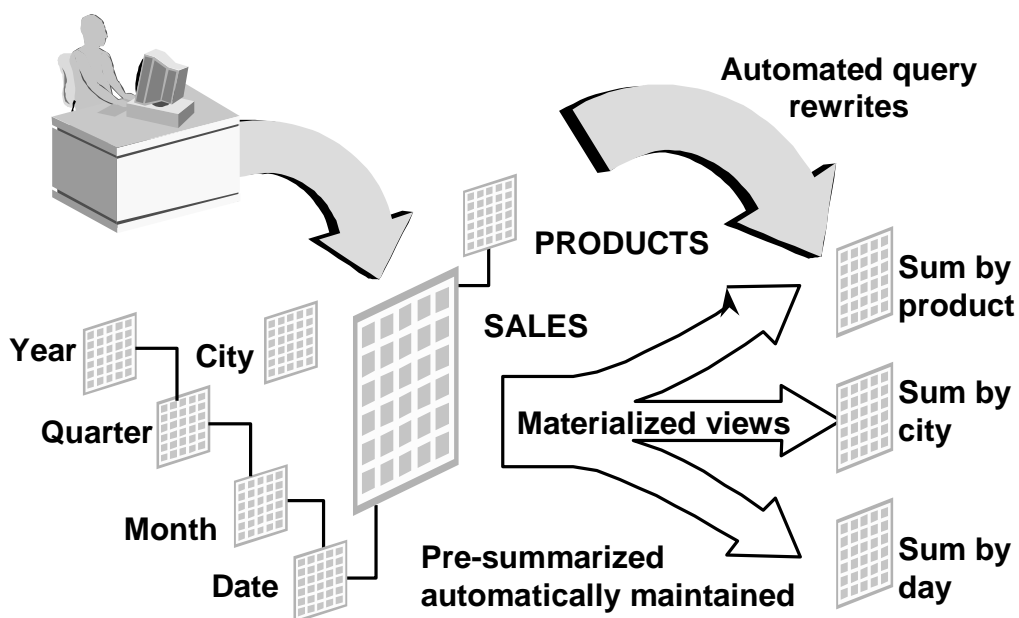 Automated query
rewrites
PRODUCTS
Sum by
product
SALES
Year
City
Quarter
Materialized views
Sum by
city
Month
Date
Pre-summarized
automatically maintained
Sum by
day